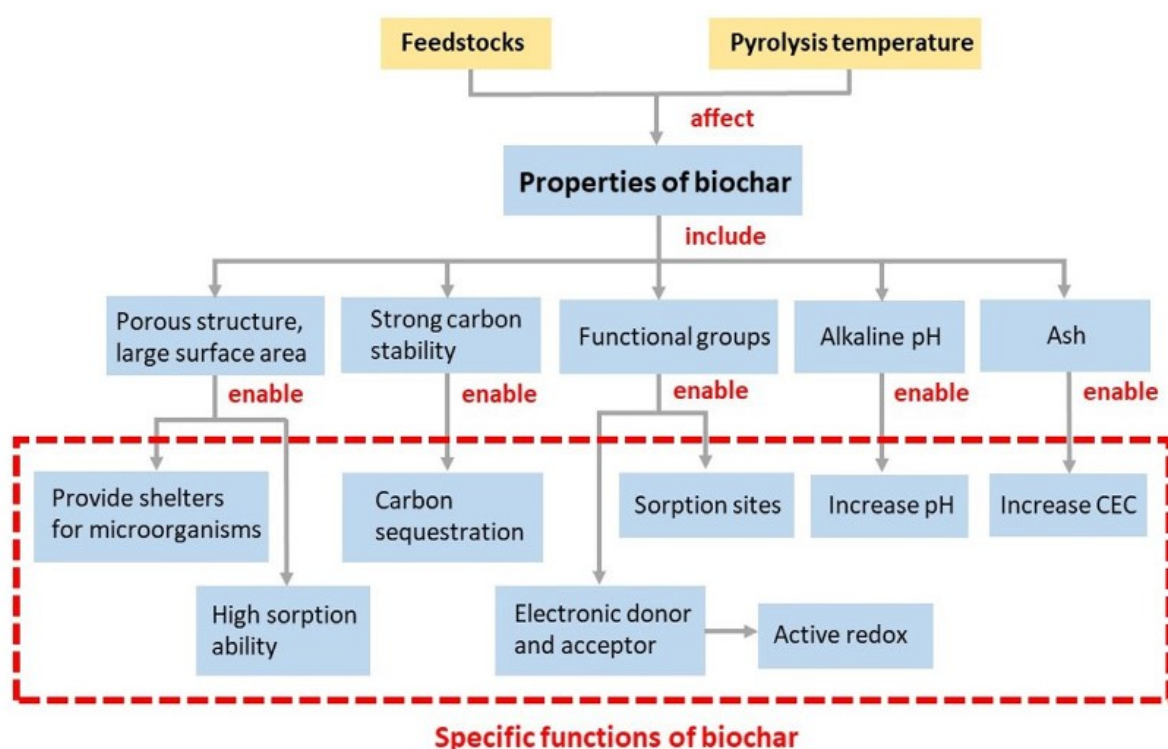 Feedstocks
Pyrolysis temperature
affect
Properties of biochar
include
Porous structure,
large surface area
Strong carbon
stability
Functional groups
Alkaline pH
Ash
enable
enable
enable
enable
enable
Provide shelters
for microorganisms
Carbon
sequestration
Sorption sites
Increase pH
Increase CEC
High sorption
ability
Electronic donor
and acceptor
Active redox
Specific functions of biochar